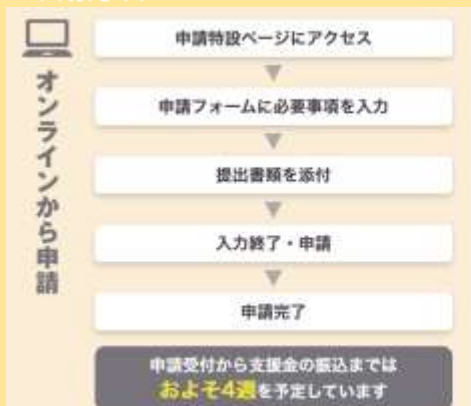 オンラインから申請
申請特設ページにアクセス
申請フォームに必要事項を入力
提出書類を添付
入力終了・申請
申請完了
申請受付から支援金の振込までは
およそ4週を予定しています